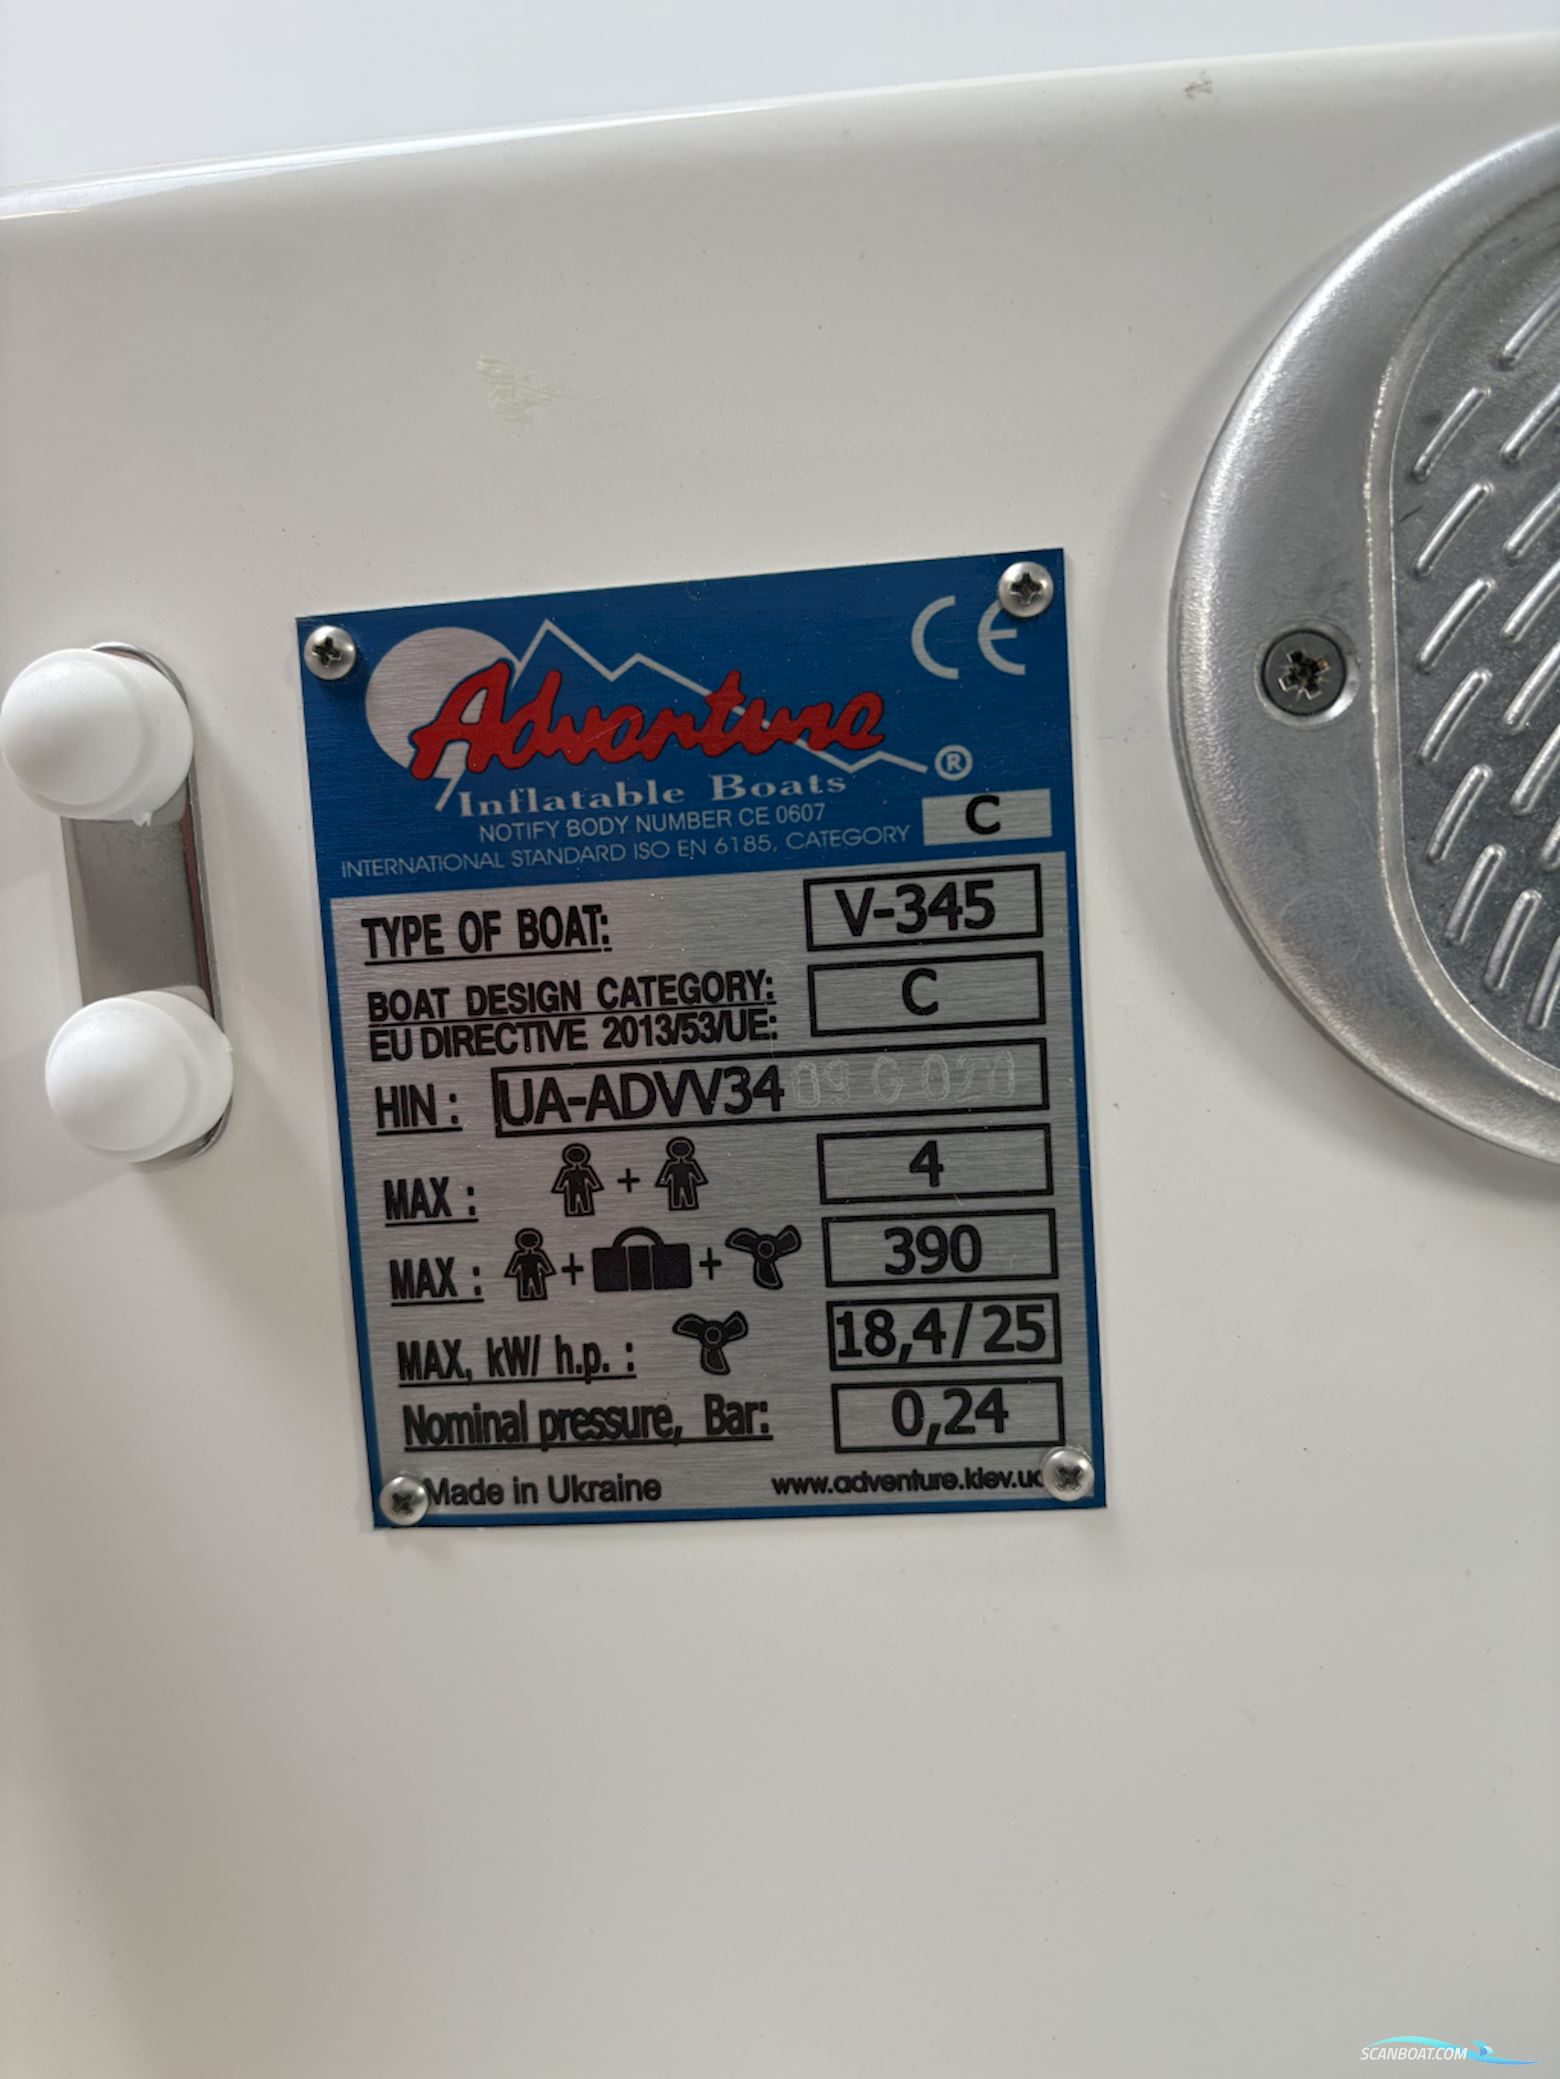 CE
Adventure ®
Inflatable Boats
NOTIFY BODY NUMBER CE 0607
INTERNATIONAL STANDARD ISO EN 6185, CATEGORY C
TYPE OF BOAT: V-345
BOAT DESIGN CATEGORY: C
EU DIRECTIVE 2013/53/UE:
HIN : UA-ADVV34 09 G 020
MAX : + 4
MAX : + + 390
MAX, kW/ h.p. : 18,4/25
Nominal pressure, Bar: 0,24
Made in Ukraine www.adventure.kiev.ua
SCANBOAT.COM